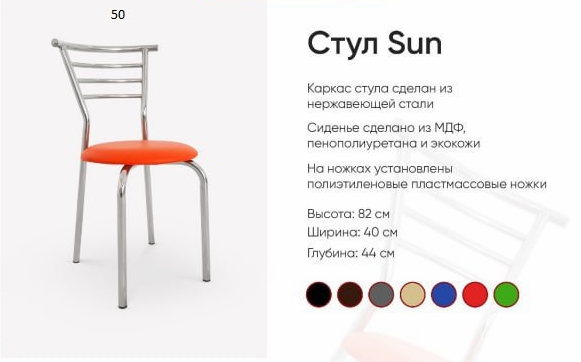 50
Стул Sun
Каркас стула сделан из
нержавеющей стали
Сиденье сделано из МДФ,
пенополиуретана и экокожи
На ножках установлены
полиэтиленовые пластмассовые ножки
Высота: 82 см
Ширина: 40 см
Глубина: 44 см